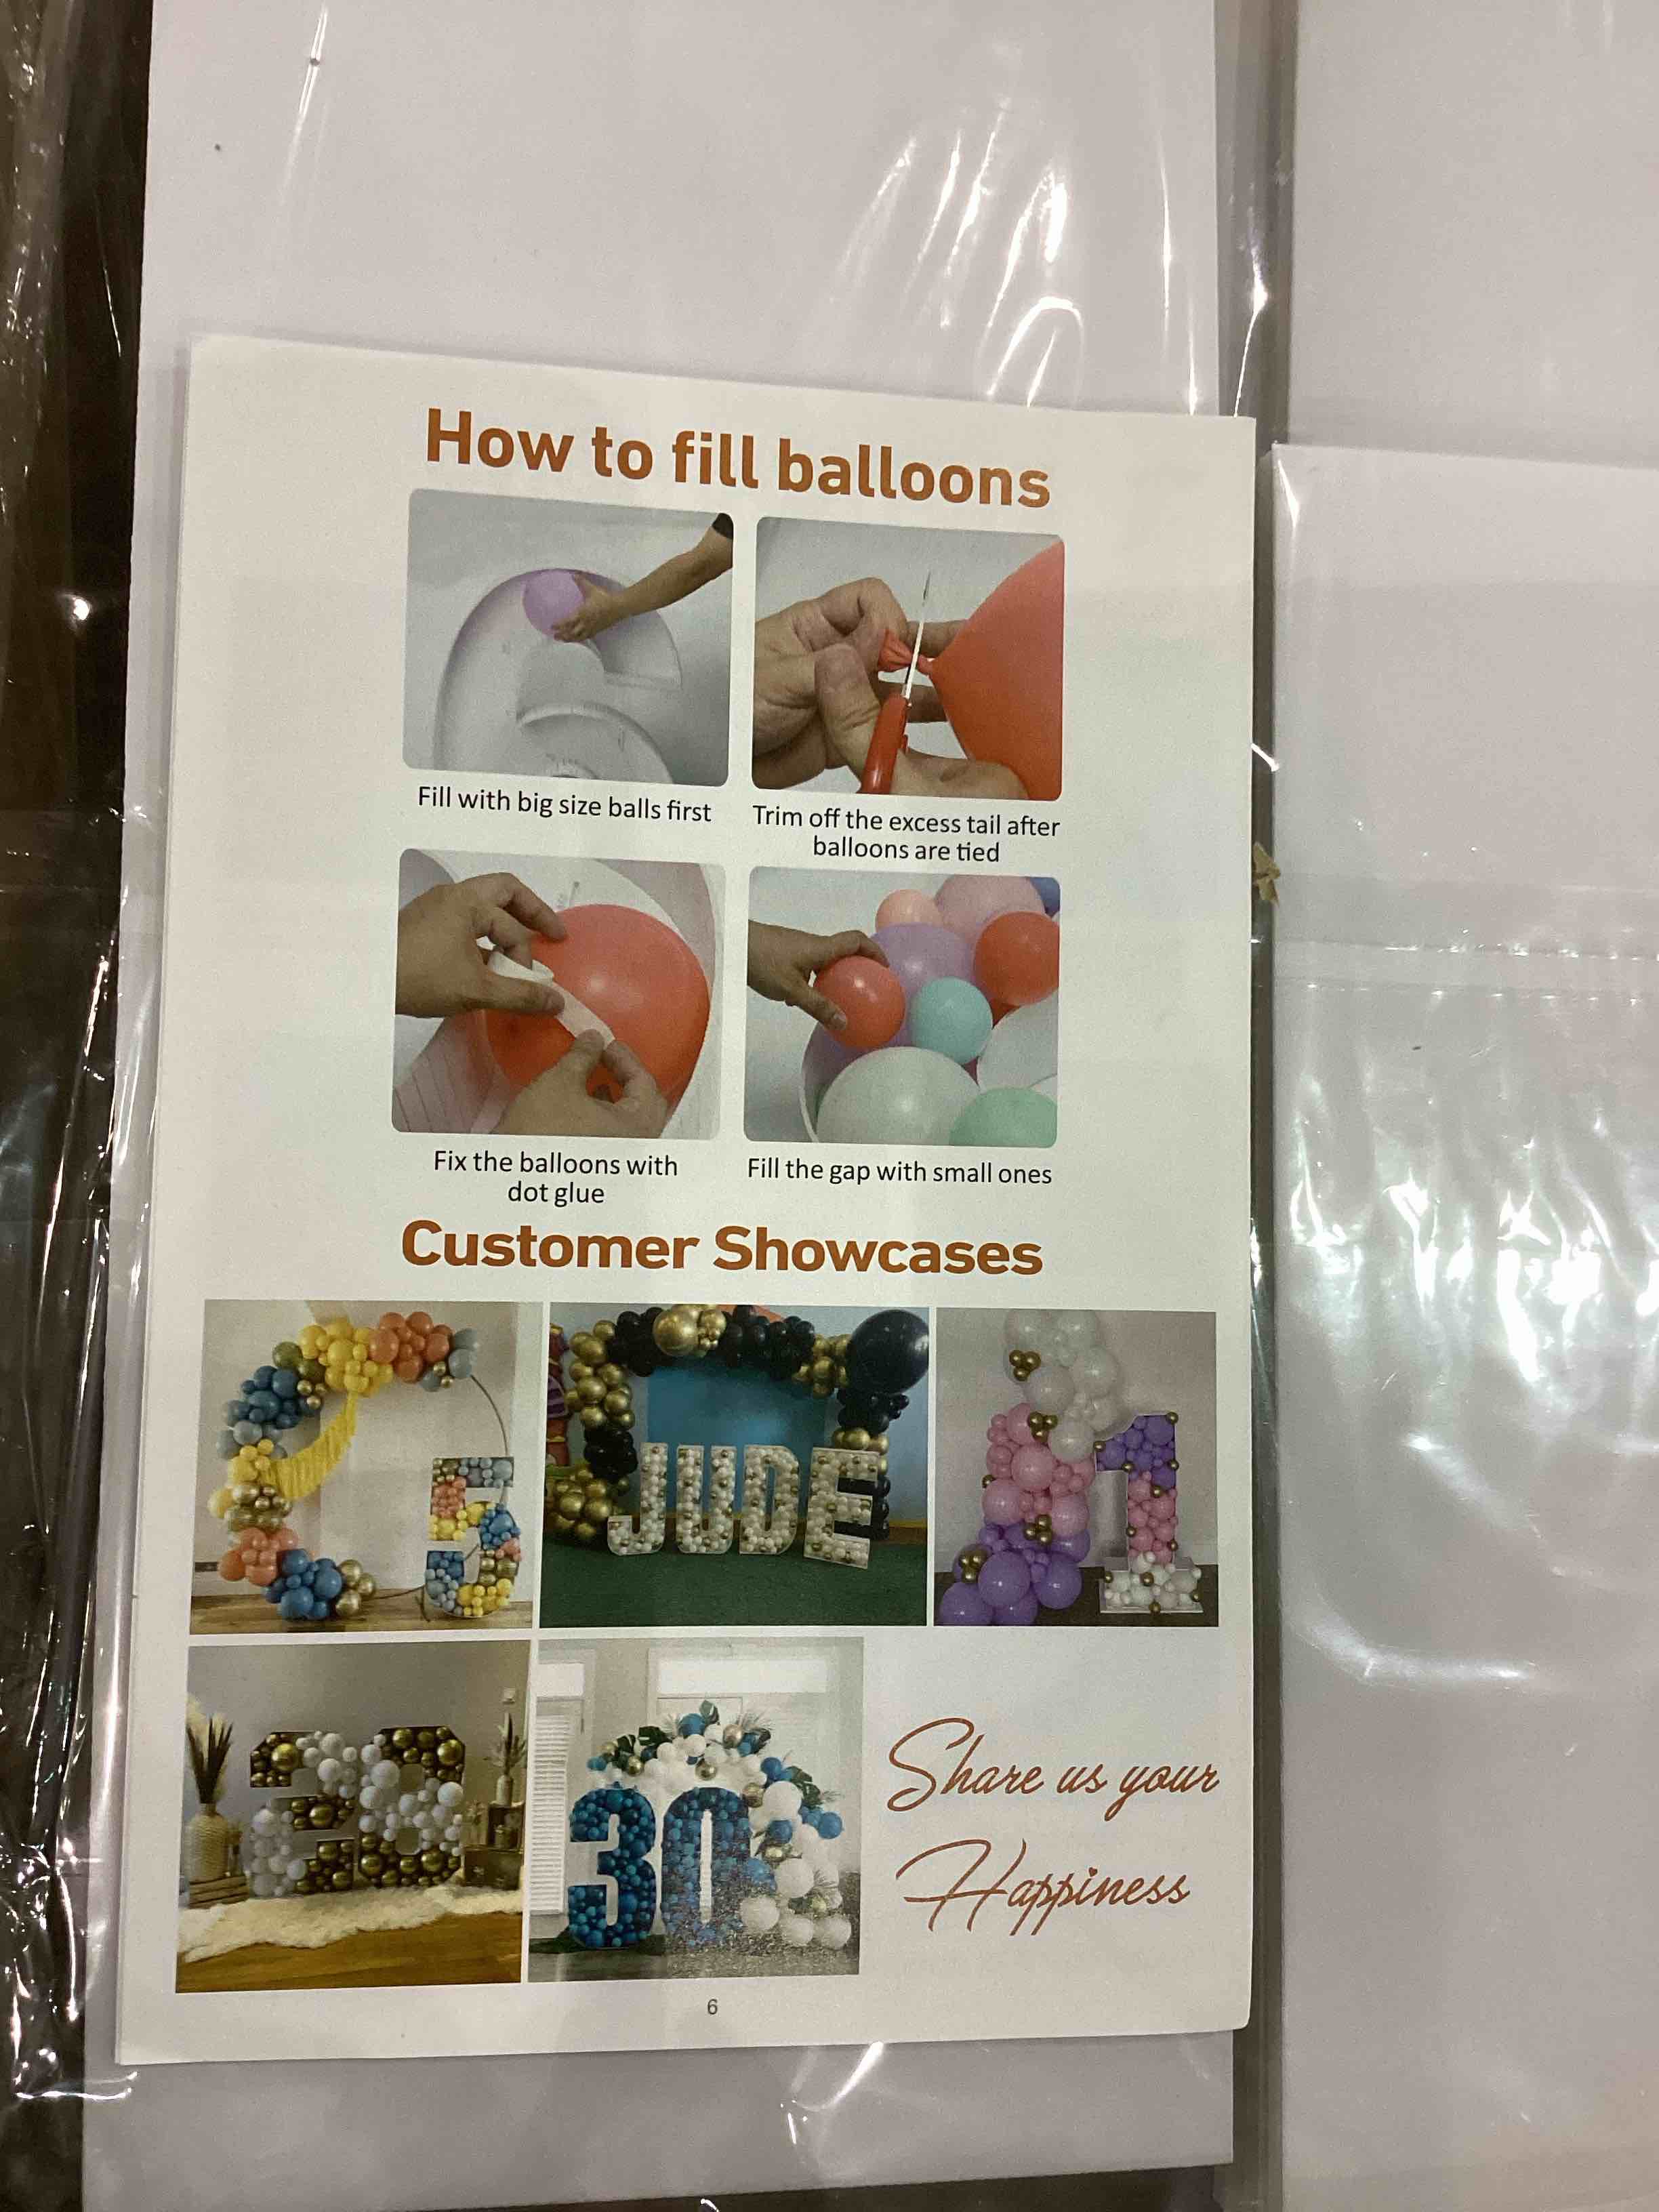 How to fill balloons
Fill with big size balls first
Trim off the excess tail after
balloons are tied
Fix the balloons with
dot glue
Fill the gap with small ones
Customer Showcases
5
JUDE
1
28
30
Share us your
Happiness
6